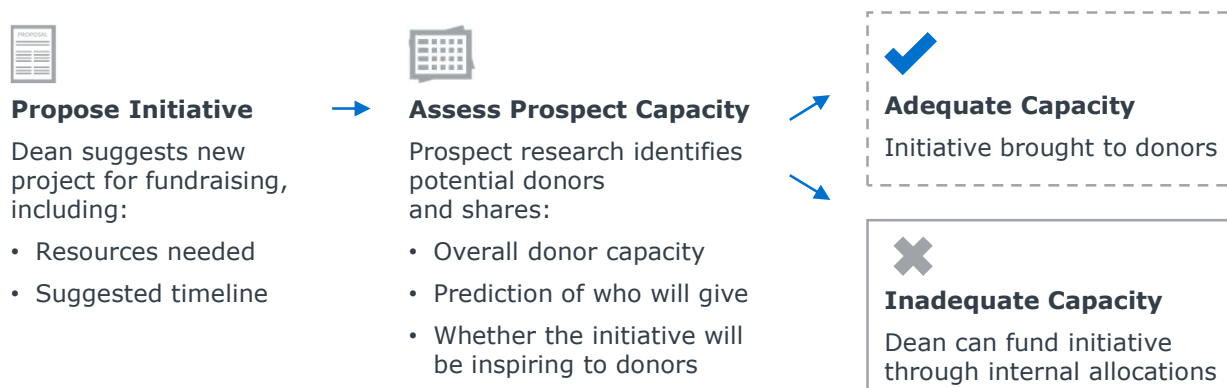 PROPOSAL
Propose Initiative
Dean suggests new
project for fundraising,
including:
• Resources needed
• Suggested timeline
Assess Prospect Capacity
Prospect research identifies
potential donors
and shares:
• Overall donor capacity
• Prediction of who will give
• Whether the initiative will
be inspiring to donors
Adequate Capacity
Initiative brought to donors
Inadequate Capacity
Dean can fund initiative
through internal allocations